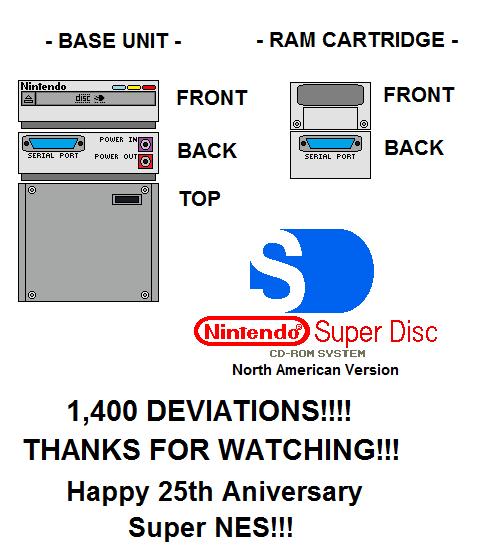 - BASE UNIT -
- RAM CARTRIDGE -
Nintendo
disc
FRONT
FRONT
POWER IN
SERIAL PORT
POWER OUT
BACK
SERIAL PORT
BACK
TOP
SD
Nintendo® Super Disc
CD-ROM SYSTEM
North American Version
1,400 DEVIATIONS!!!!
THANKS FOR WATCHING!!!
Happy 25th Aniversary
Super NES!!!